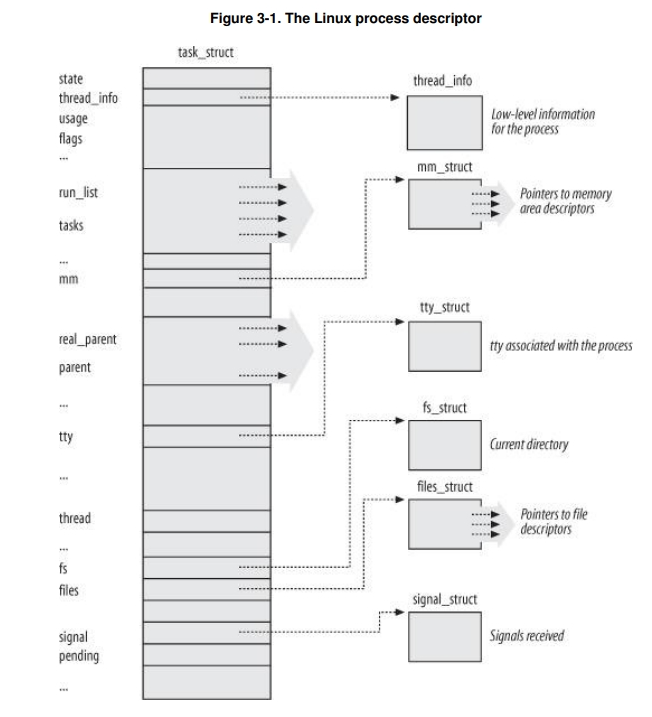 Figure 3-1. The Linux process descriptor
task_struct
state
thread_info
usage
flags
...
run_list
tasks
...
mm
real_parent
parent
...
tty
...
thread
...
fs
files
signal
pending
...
thread_info
Low-level information
for the process
mm_struct
Pointers to memory
area descriptors
tty_struct
tty associated with the process
fs_struct
Current directory
files_struct
Pointers to file
descriptors
signal_struct
Signals received